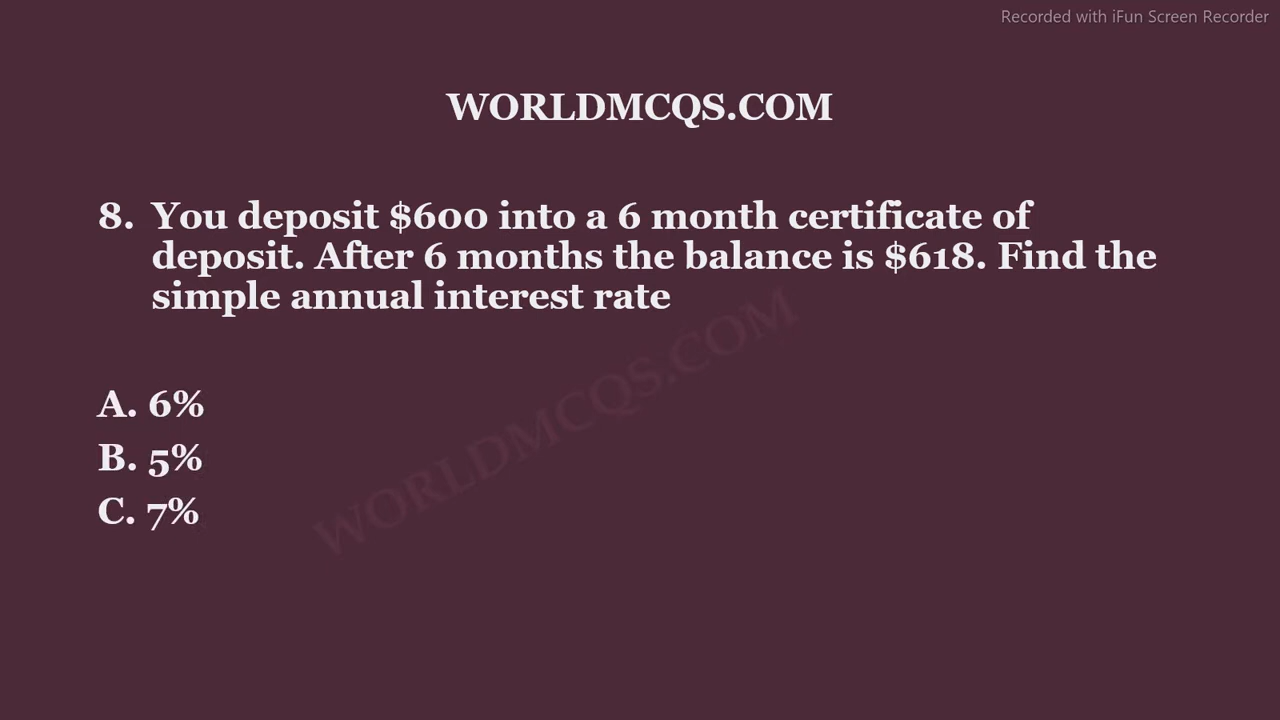 Recorded with iFun Screen Recorder
WORLDMCQS.COM
8. You deposit $600 into a 6 month certificate of
deposit. After 6 months the balance is $618. Find the
simple annual interest rate
WORLDMCQS.COM
A. 6%
B. 5%
C. 7%